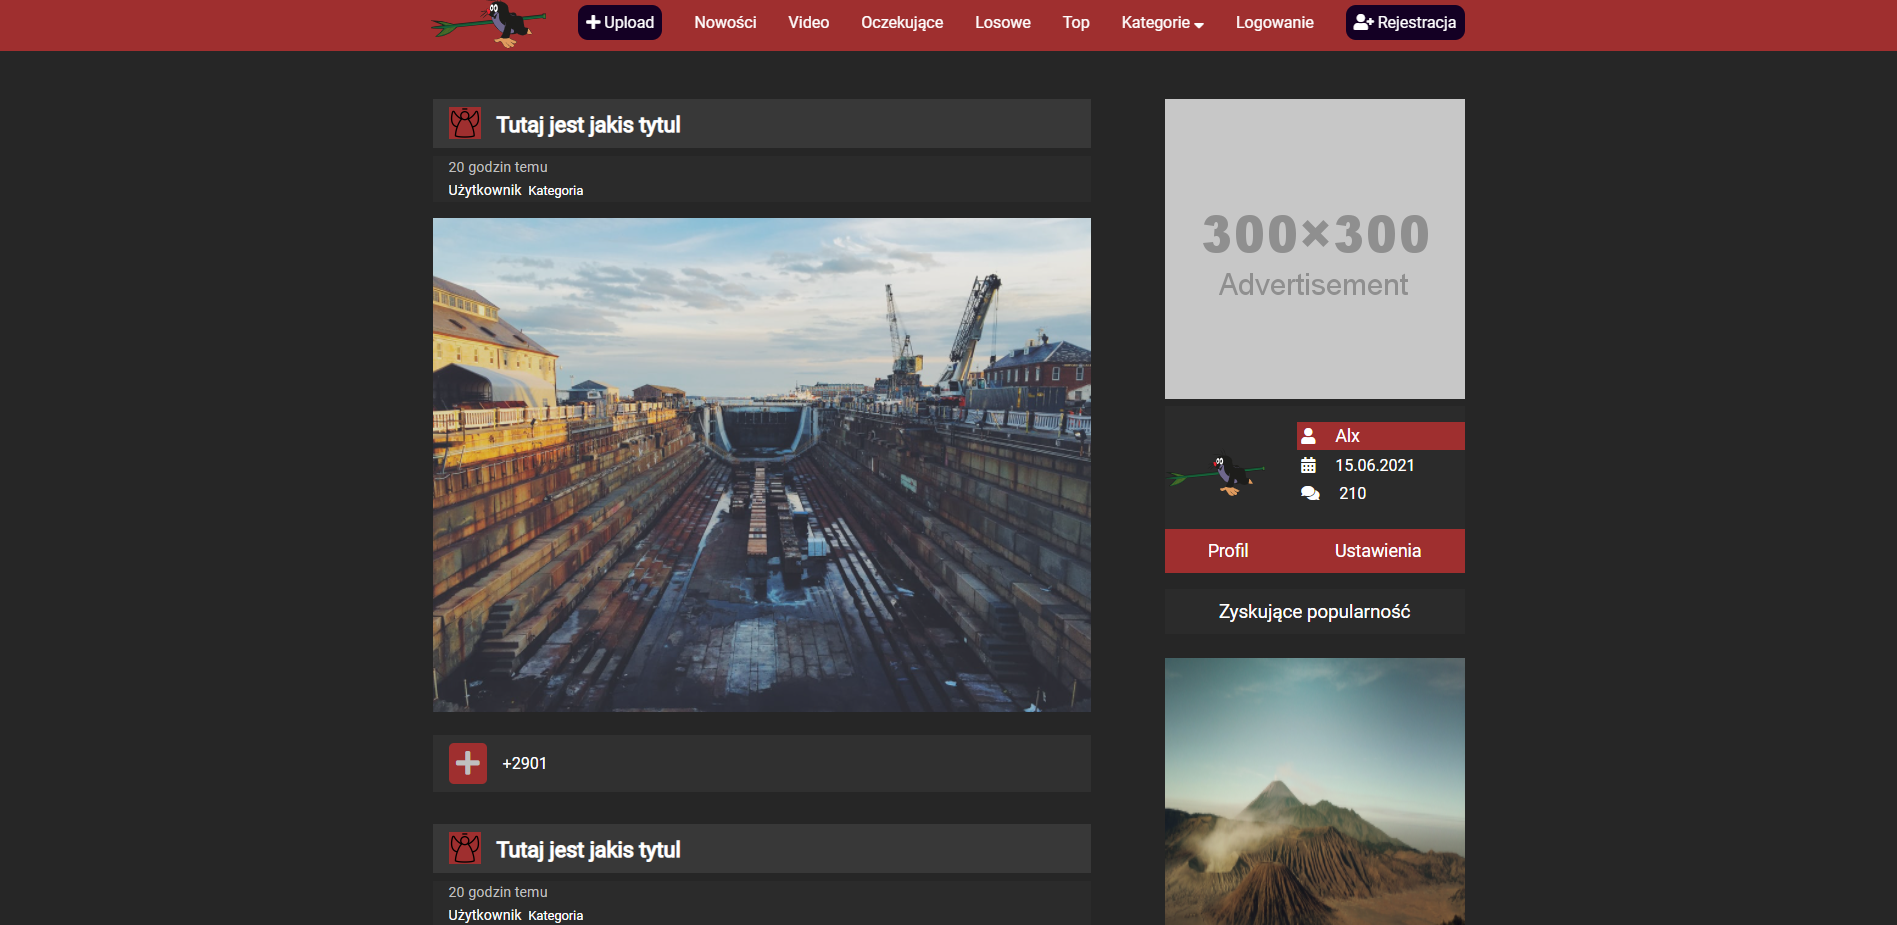 Upload Nowości Video Oczekujące Losowe Top Kategorie Logowanie Rejestracja
Tutaj jest jakis tytul
20 godzin temu
Użytkownik Kategoria
+2901
Tutaj jest jakis tytul
20 godzin temu
Użytkownik Kategoria
300×300
Advertisement
Alx
15.06.2021
210
Profil Ustawienia
Zyskujące popularność